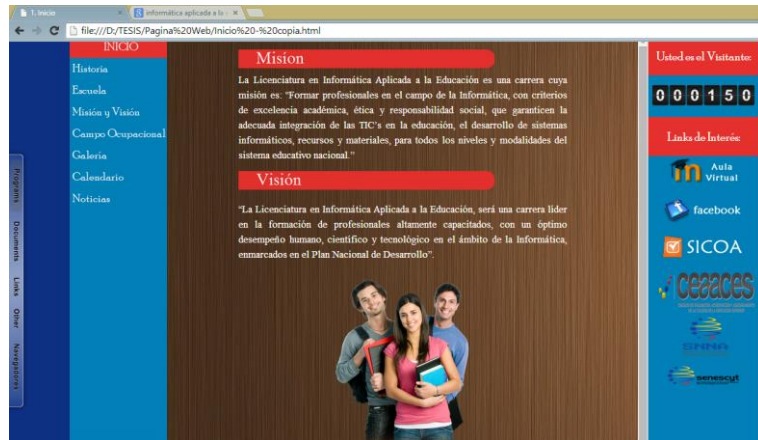 1. Inicio
informática aplicada a la
file:///D:/TESIS/Pagina%20Web/Inicio%20-%20copia.html
INICIO
Historia
Escuela
Misión y Visión
Campo Ocupacional
Galeria
Calendario
Noticias
Programs
Documents
Links
Other
Navegadores
Mision
La Licenciatura en Informática Aplicada a la Educación es una carrera cuya
misión es: "Formar profesionales en el campo de la Informática, con criterios
de excelencia académica, ética y responsabilidad social, que garanticen la
adecuada integración de las TIC's en la educación, el desarrollo de sistemas
informáticos, recursos y materiales, para todos los niveles y modalidades del
sistema educativo nacional."
Visión
"La Licenciatura en Informática Aplicada a la Educación, será una carrera líder
en la formación de profesionales altamente capacitados, con un óptimo
desempeño humano, científico y tecnológico en el ámbito de la Informática,
enmarcados en el Plan Nacional de Desarrollo".
Usted es el Visitante:
000150
Links de Interés:
Aula
Virtual
facebook
SICOA
ceaaces
SNNA
senescyt